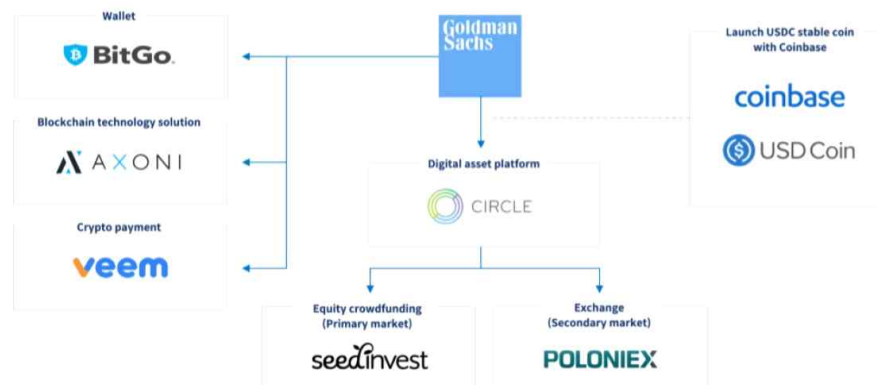 Wallet
BitGo.
Goldman
Sachs
Launch USDC stable coin
with Coinbase
coinbase
USD Coin
Blockchain technology solution
AXONI
Digital asset platform
CIRCLE
Crypto payment
veem
Equity crowdfunding
(Primary market)
seedinvest
Exchange
(Secondary market)
POLONIEX